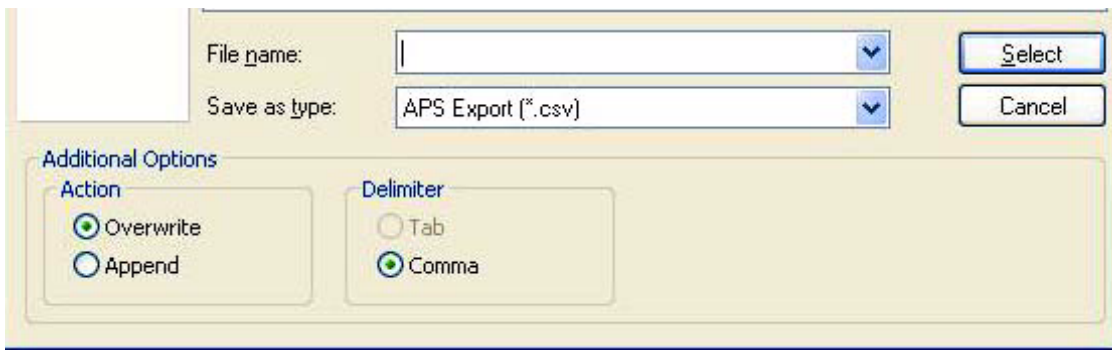 File name:
Select
Save as type:
APS Export (*.csv)
Cancel
Additional Options
Action
Delimiter
Overwrite
Tab
Append
Comma